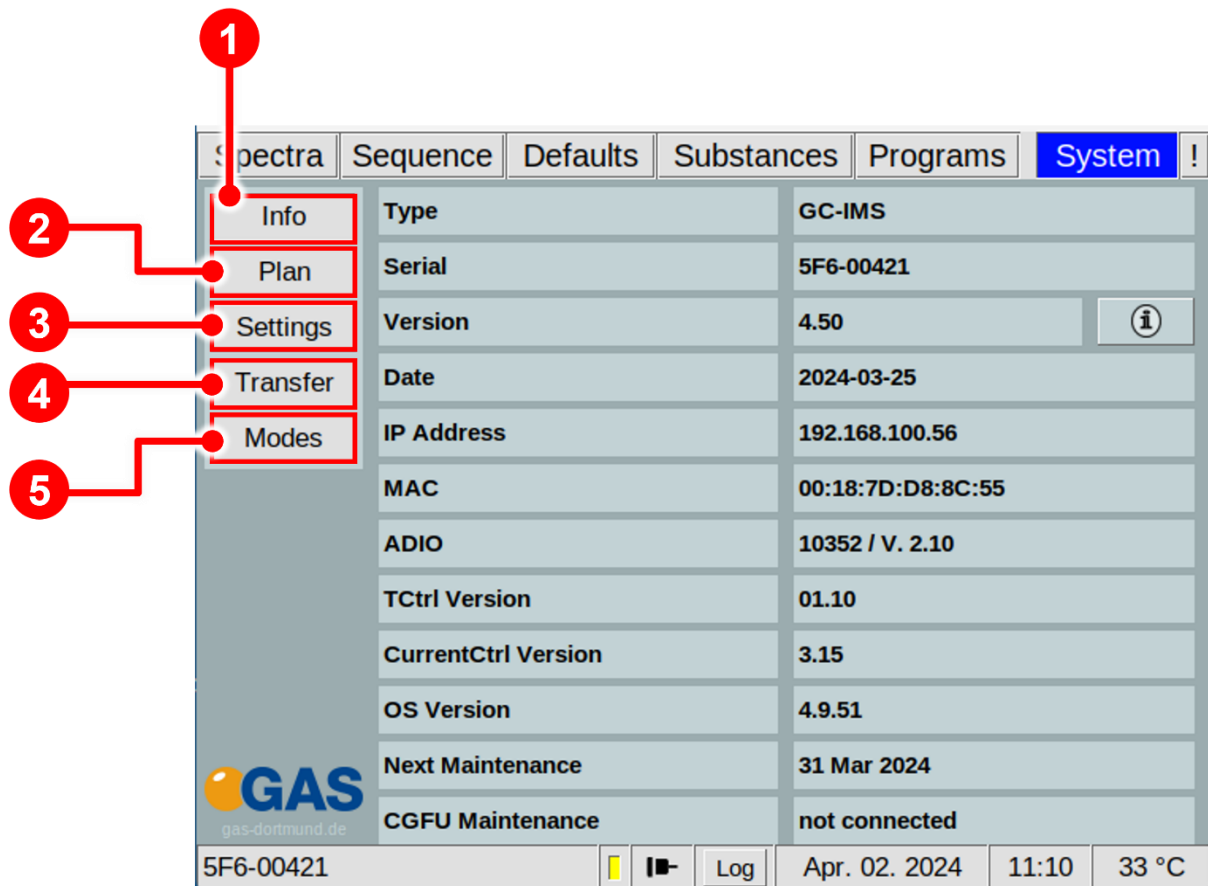 1
Spectra Sequence Defaults Substances Programs System !
2
3
4
5
Info
Plan
Settings
Transfer
Modes
Type GC-IMS
Serial 5F6-00421
Version 4.50 i
Date 2024-03-25
IP Address 192.168.100.56
MAC 00:18:7D:D8:8C:55
ADIO 10352 / V. 2.10
TCtrl Version 01.10
CurrentCtrl Version 3.15
OS Version 4.9.51
Next Maintenance 31 Mar 2024
CGFU Maintenance not connected
GAS
gas-dortmund.de
5F6-00421 Log Apr. 02. 2024 11:10 33 °C